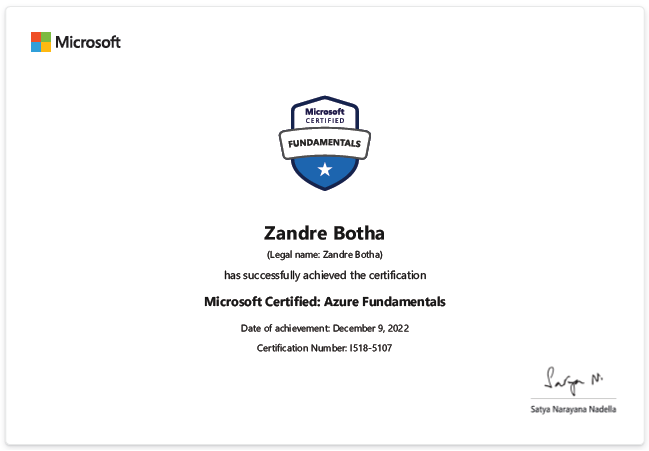 Microsoft
Microsoft
CERTIFIED
FUNDAMENTALS
Zandre Botha
(Legal name: Zandre Botha)
has successfully achieved the certification
Microsoft Certified: Azure Fundamentals
Date of achievement: December 9, 2022
Certification Number: I518-5107
Satya N.
Satya Narayana Nadella